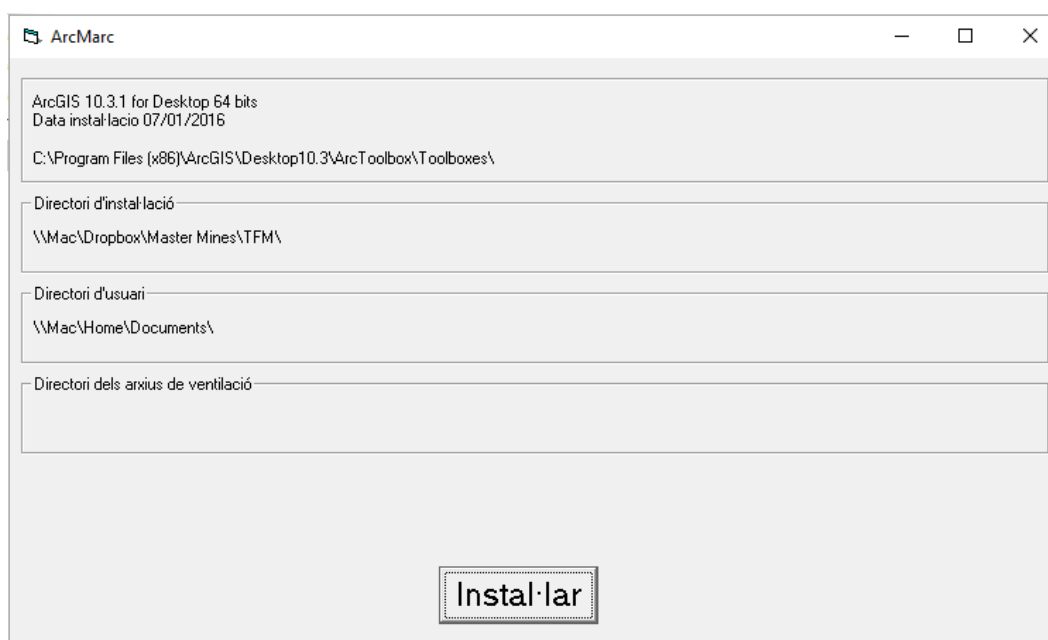 ArcMarc
ArcGIS 10.3.1 for Desktop 64 bits
Data instal·lacio 07/01/2016
C:\Program Files (x86)\ArcGIS\Desktop10.3\ArcToolbox\Toolboxes\
Directori d'instal·lació
\\Mac\Dropbox\Master Mines\TFM\
Directori d'usuari
\\Mac\Home\Documents\
Directori dels arxius de ventilació
Instal·lar